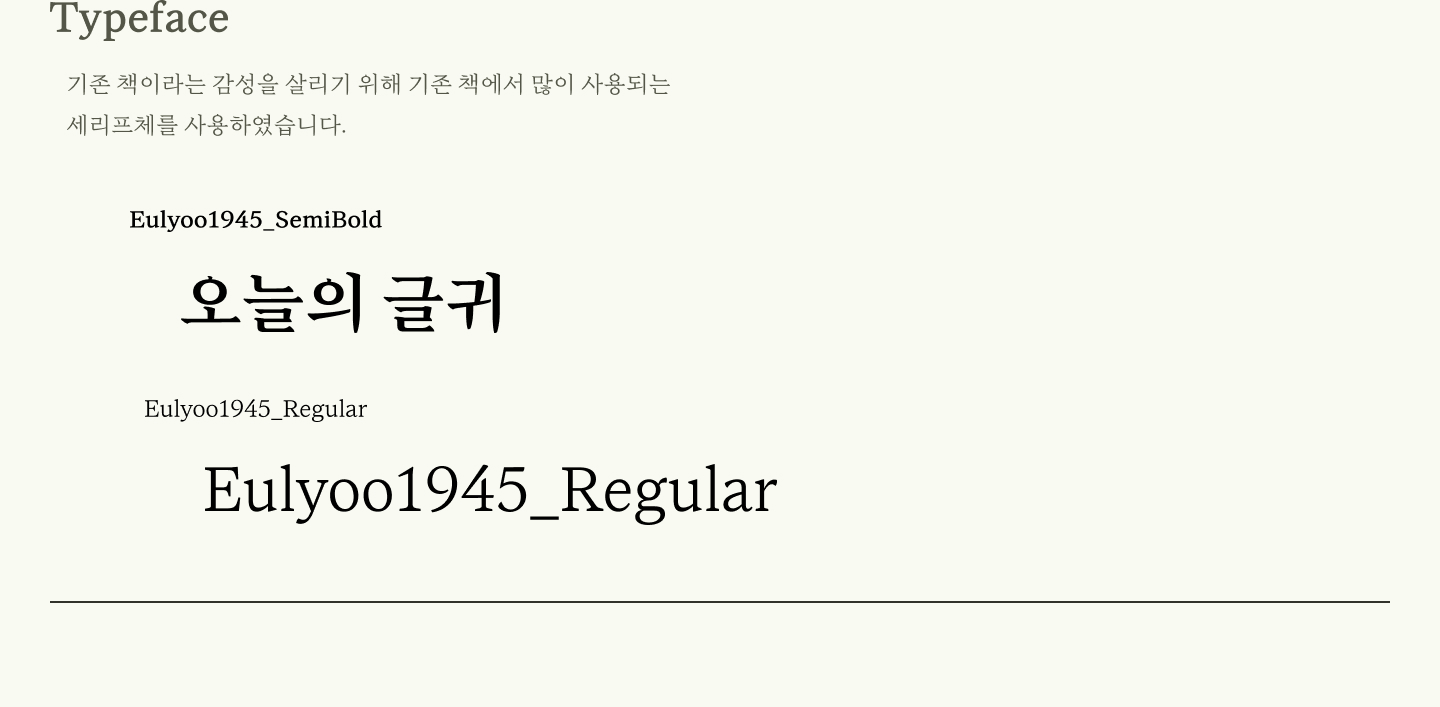 Typeface
기존 책이라는 감성을 살리기 위해 기존 책에서 많이 사용되는
세리프체를 사용하였습니다.
Eulyoo1945_SemiBold
오늘의 글귀
Eulyoo1945_Regular
Eulyoo1945_Regular